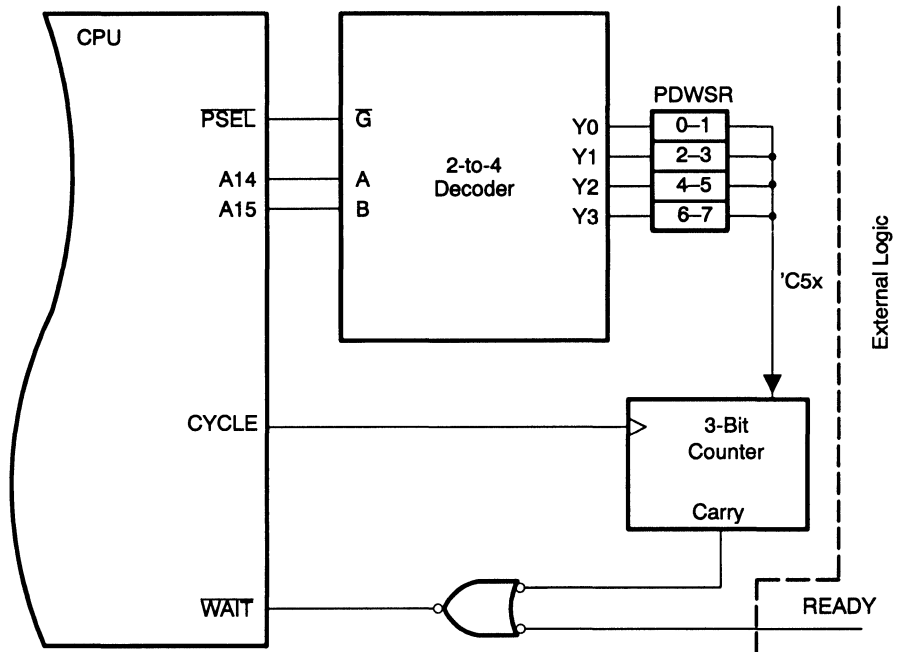 CPU
PSEL
A14
A15
CYCLE
WAIT
G
A
B
2-to-4
Decoder
Y0
Y1
Y2
Y3
PDWSR
0–1
2–3
4–5
6–7
'C5x
External Logic
3-Bit
Counter
Carry
READY